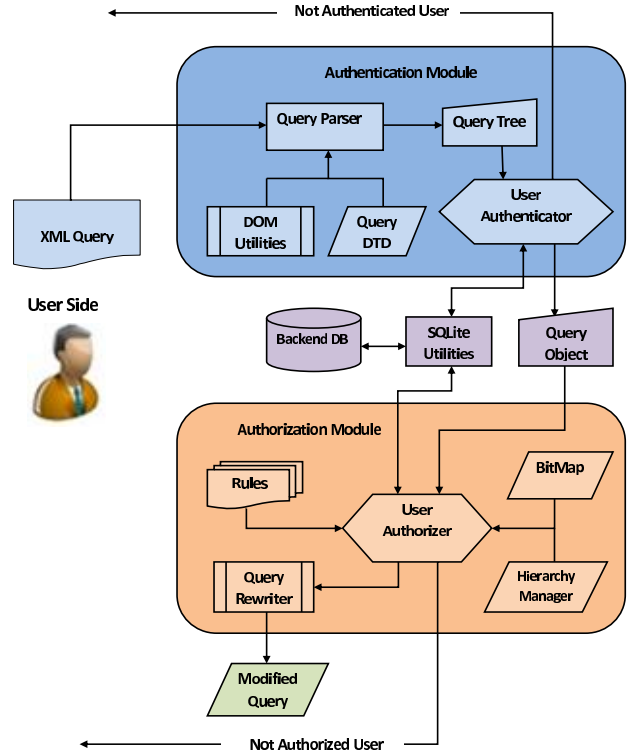 Not Authenticated User
Authentication Module
Query Parser
Query Tree
XML Query
DOM
Utilities
Query
DTD
User
Authenticator
User Side
Backend DB
SQLite
Utilities
Query
Object
Authorization Module
Rules
User
Authorizer
BitMap
Query
Rewriter
Hierarchy
Manager
Modified
Query
Not Authorized User